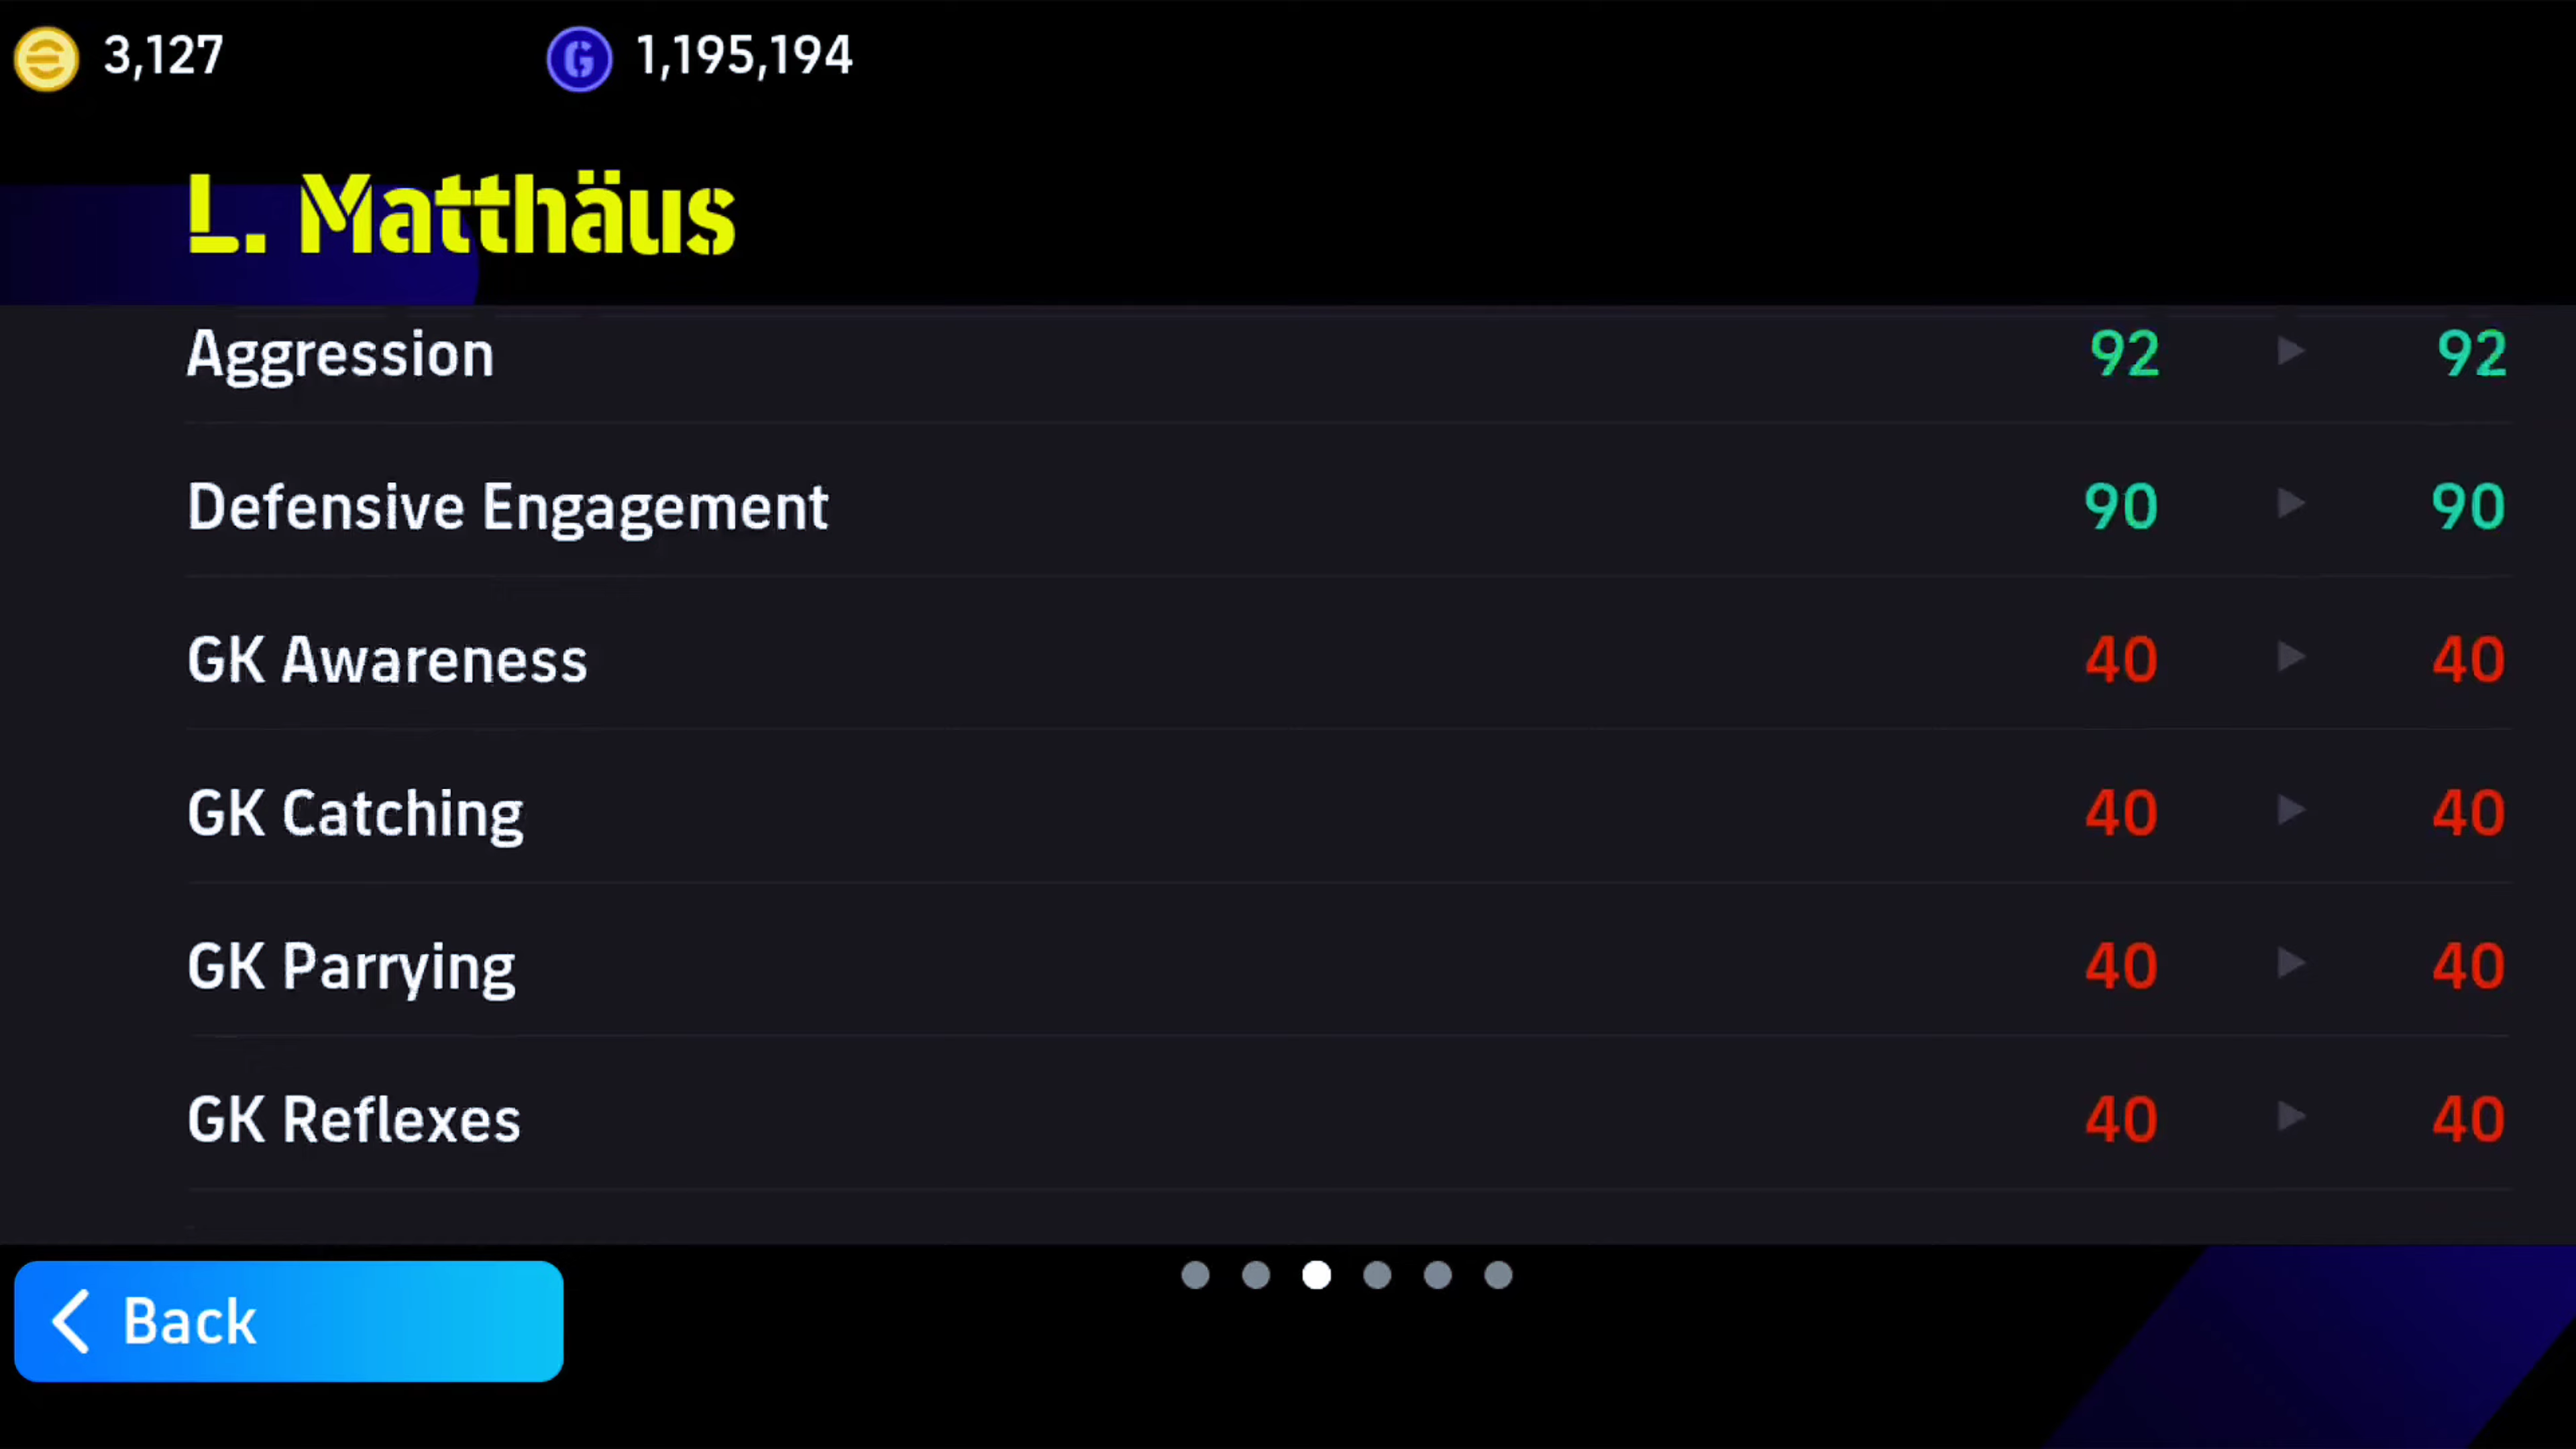 3,127
1,195,194
L. Matthäus
Aggression 92 92
Defensive Engagement 90 90
GK Awareness 40 40
GK Catching 40 40
GK Parrying 40 40
GK Reflexes 40 40
Back